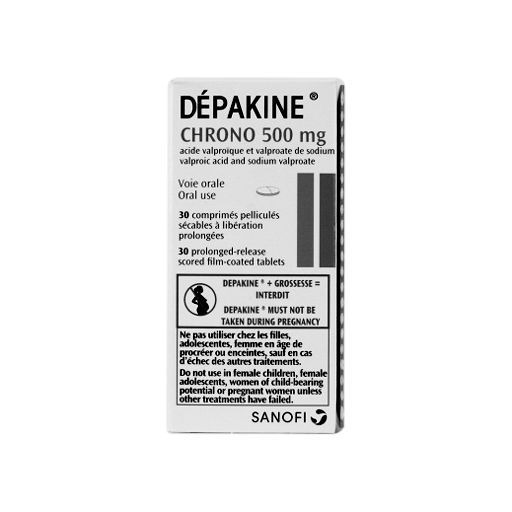 DÉPAKINE ®
CHRONO 500 mg
acide valproïque et valproate de sodium
valproic acid and sodium valproate
Voie orale
Oral use
30 comprimés pelliculés
sécables à libération
prolongées
30 prolonged-release
scored film-coated tablets
DEPAKINE ® + GROSSESSE =
INTERDIT
DEPAKINE ® MUST NOT BE
TAKEN DURING PREGNANCY
Ne pas utiliser chez les filles,
adolescentes, femme en âge de
procréer ou enceintes, sauf en cas
d'échec des autres traitements.
Do not use in female children, female
adolescents, women of child-bearing
potential or pregnant women unless
other treatments have failed.
SANOFI